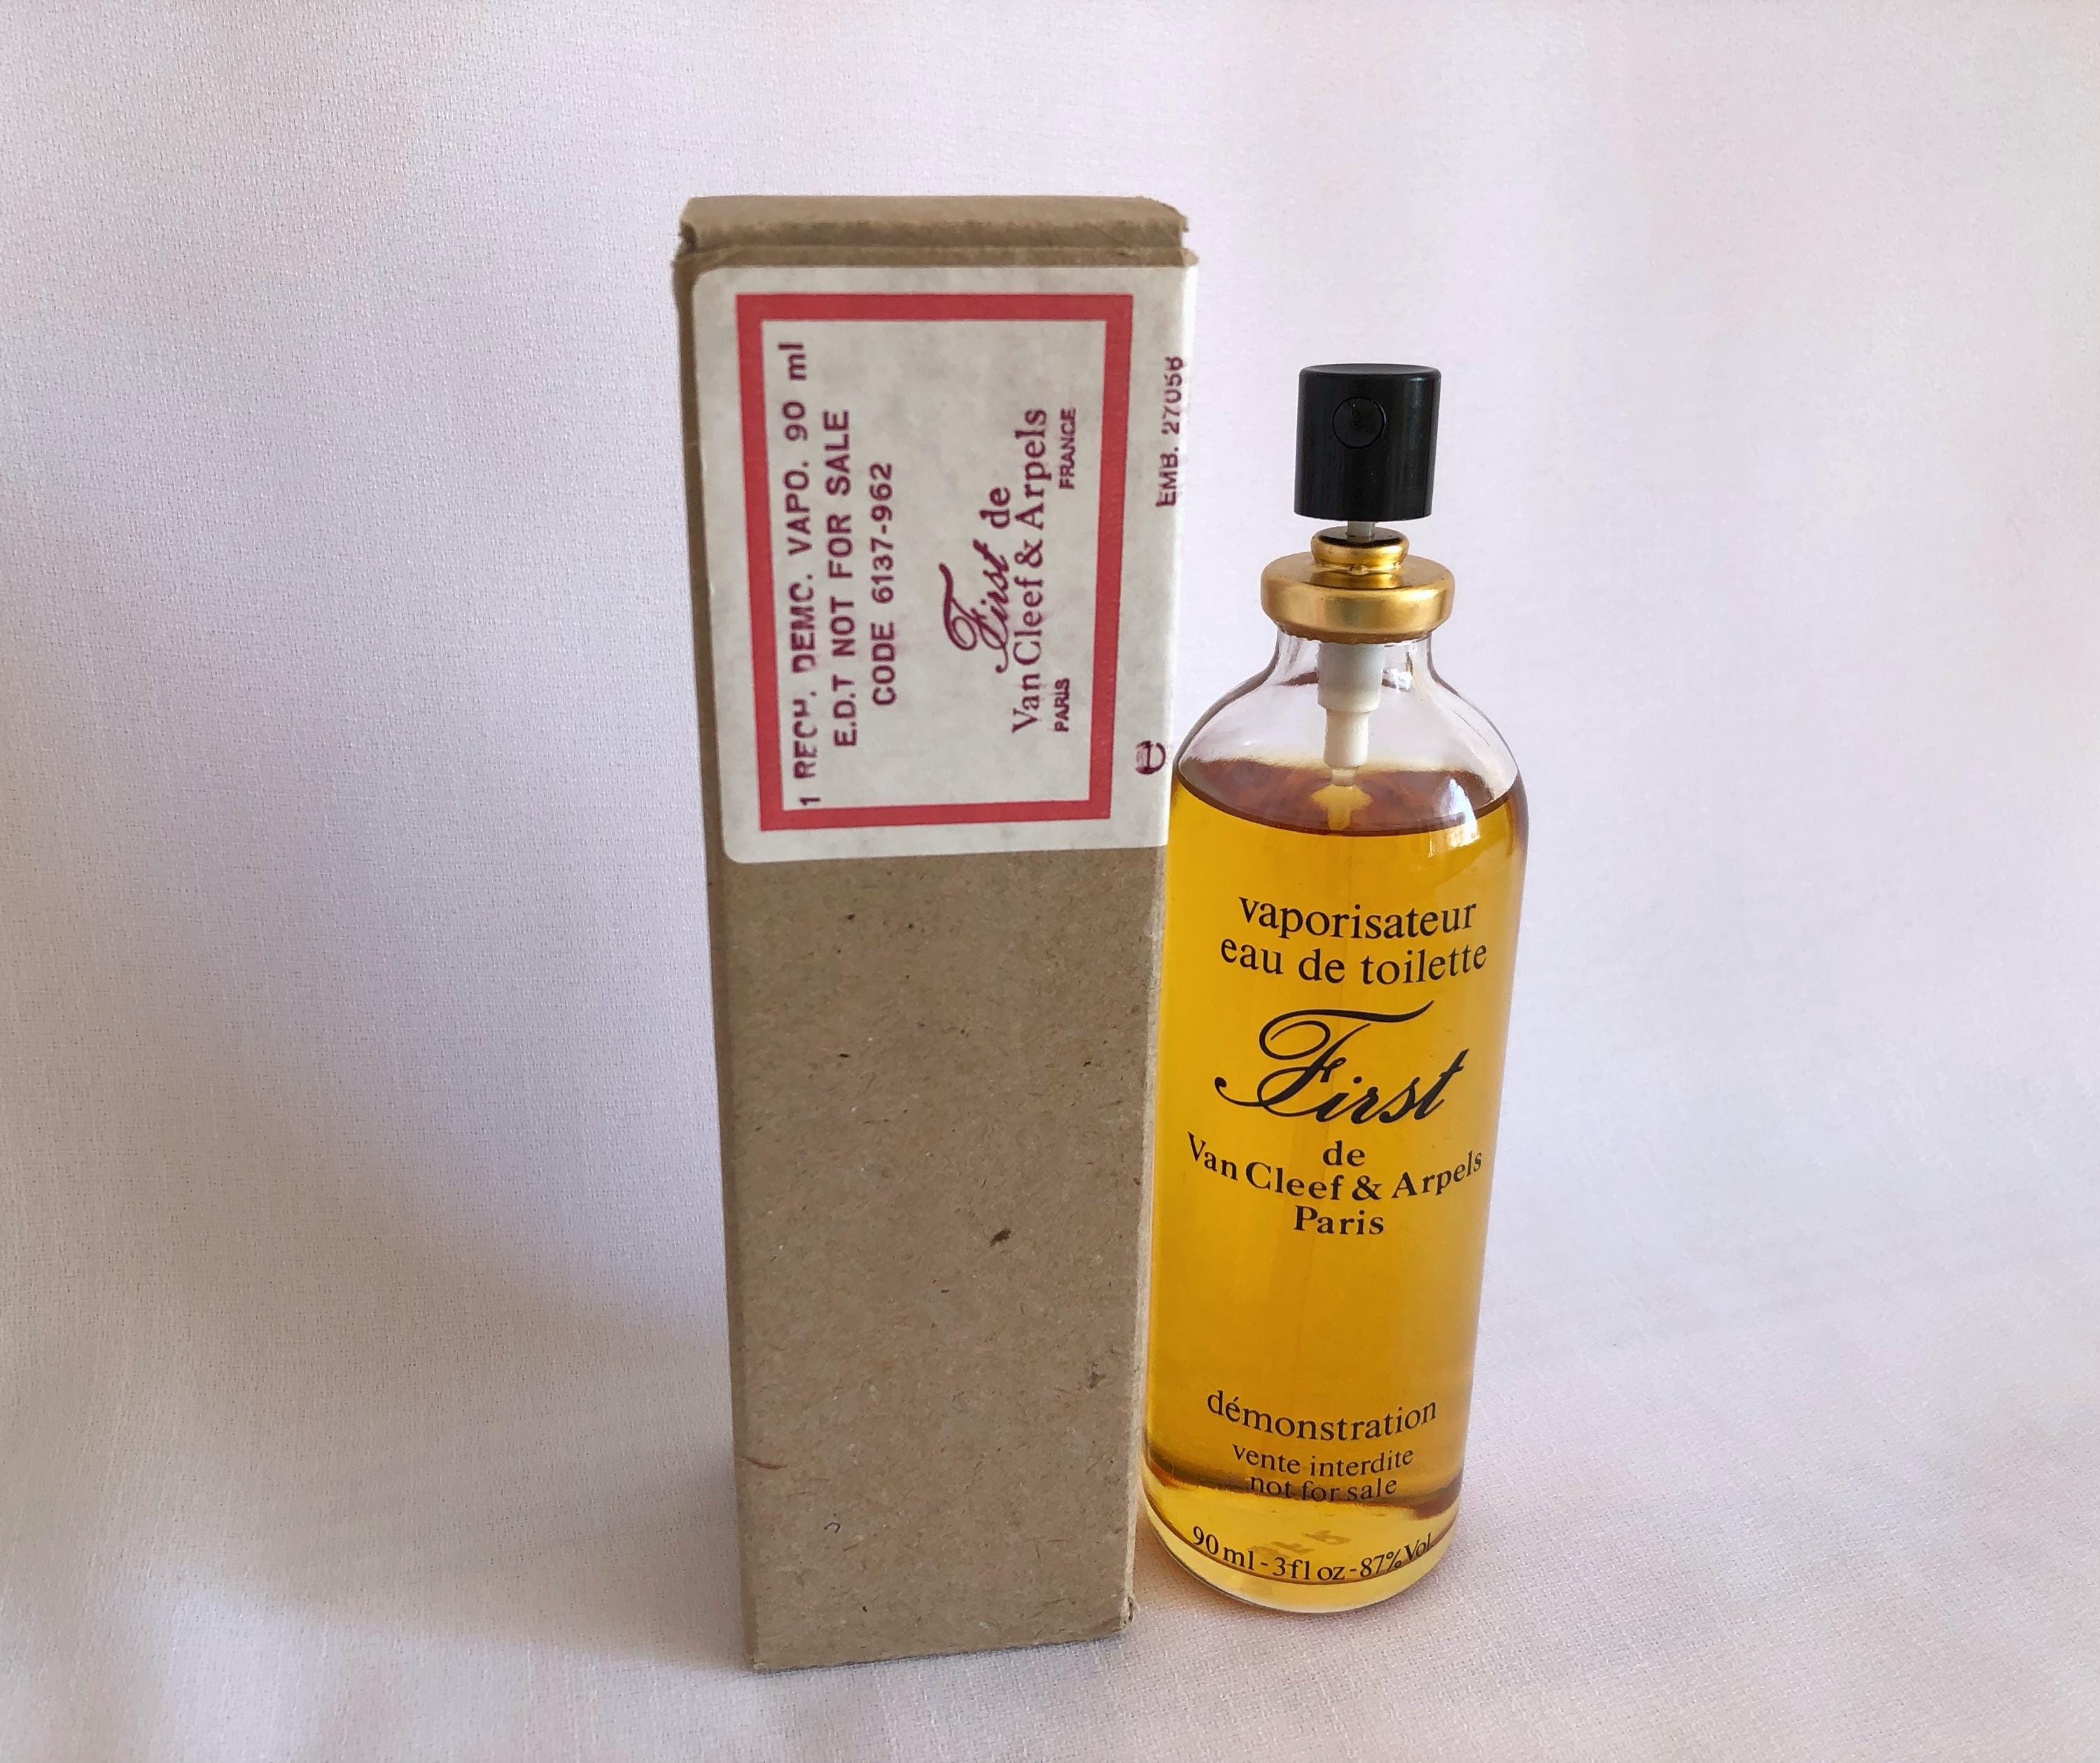 1 RECH. DEMO. VAPO. 90 ml
E.D.T NOT FOR SALE
CODE 6137-962
First de
Van Cleef & Arpels
PARIS FRANCE
e EMB. 27056
vaporisateur
eau de toilette
First
de
Van Cleef & Arpels
Paris
démonstration
vente interdite
not for sale
90 ml - 3 fl oz - 87% Vol